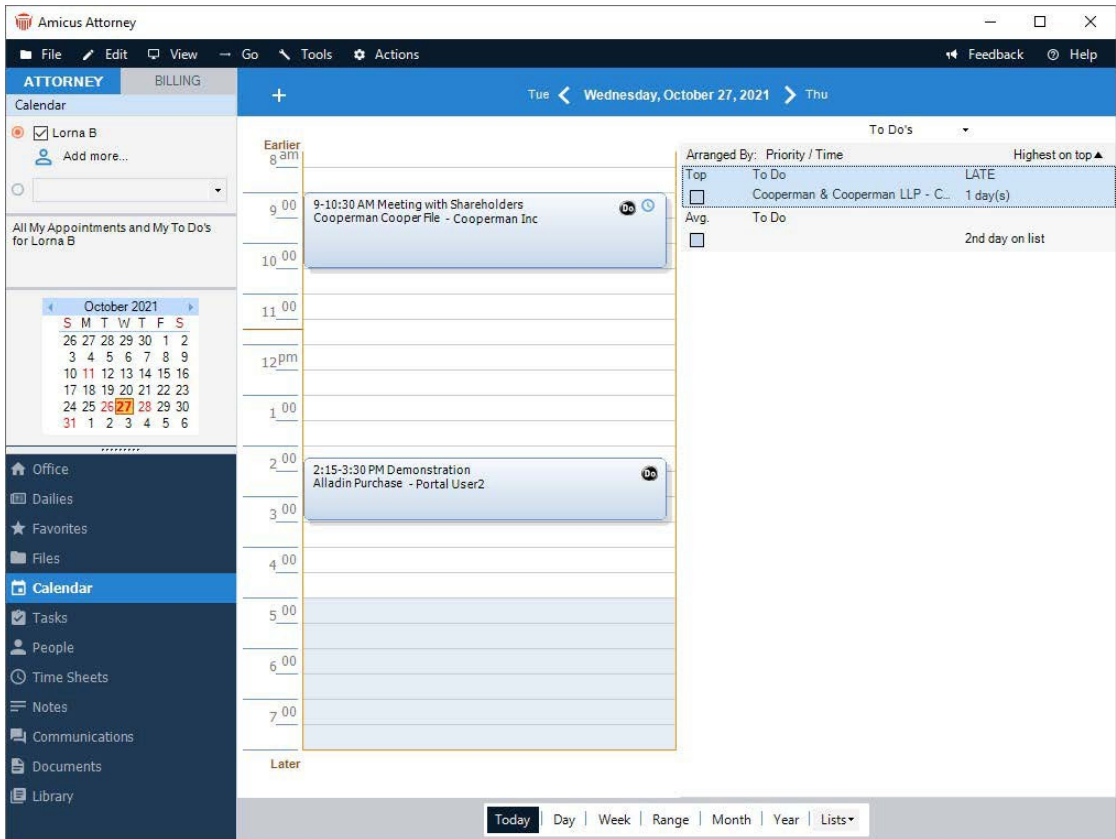 Amicus Attorney
File Edit View Go Tools Actions Feedback Help
ATTORNEY BILLING
Calendar
Lorna B
Add more...
All My Appointments and My To Do's
for Lorna B
October 2021
S M T W T F S
26 27 28 29 30 1 2
3 4 5 6 7 8 9
10 11 12 13 14 15 16
17 18 19 20 21 22 23
24 25 26 27 28 29 30
31 1 2 3 4 5 6
Office
Dailies
Favorites
Files
Calendar
Tasks
People
Time Sheets
Notes
Communications
Documents
Library
+
Tue Wednesday, October 27, 2021 Thu
Earlier
8 am
9 00
9-10:30 AM Meeting with Shareholders
Cooperman Cooper File - Cooperman Inc
Do
10 00
11 00
12 pm
1 00
2 00
2:15-3:30 PM Demonstration
Alladin Purchase - Portal User2
Do
3 00
4 00
5 00
6 00
7 00
Later
To Do's
Arranged By: Priority / Time Highest on top
Top To Do LATE
Cooperman & Cooperman LLP - C... 1 day(s)
Avg. To Do
2nd day on list
Today Day Week Range Month Year Lists